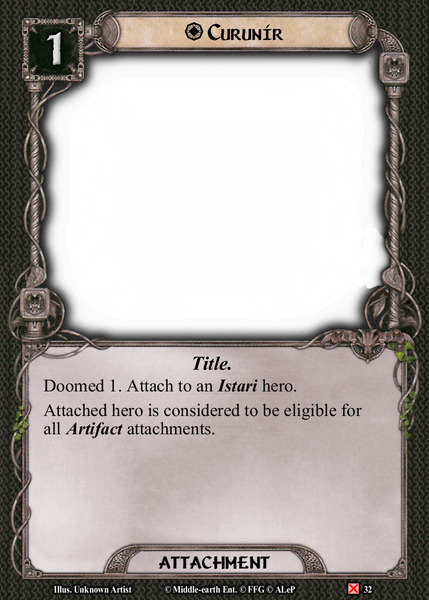 1
Curunír
Title.
Doomed 1. Attach to an Istari hero.
Attached hero is considered to be eligible for
all Artifact attachments.
ATTACHMENT
Illus. Unknown Artist © Middle-earth Ent. © FFG © ALeP 32